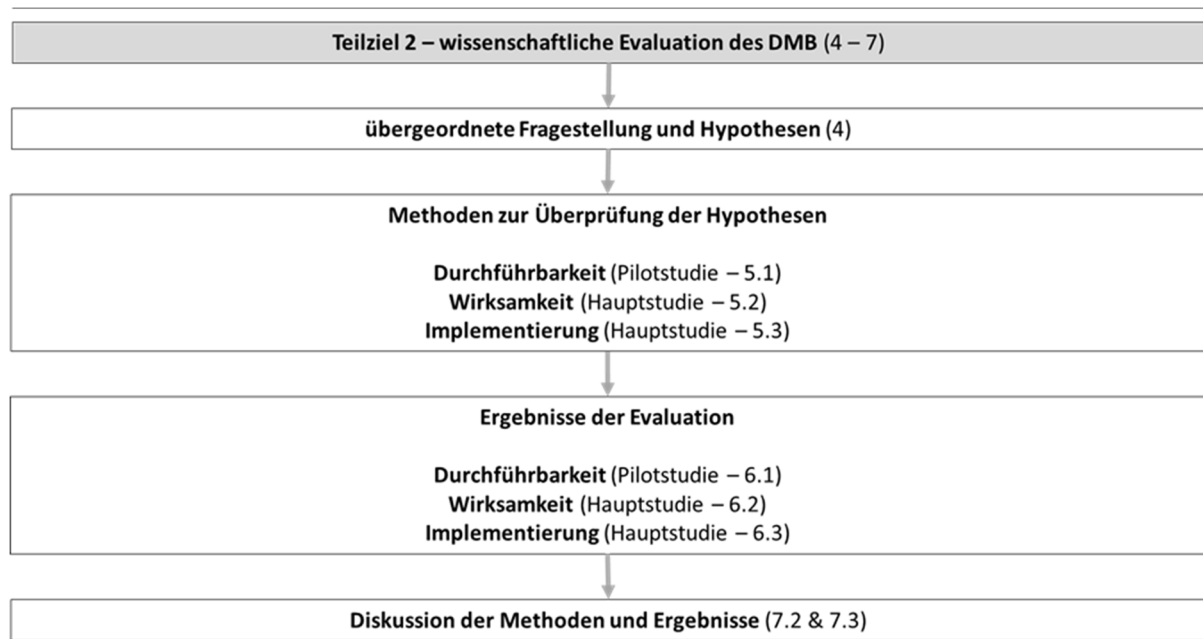 Teilziel 2 – wissenschaftliche Evaluation des DMB (4 – 7)
übergeordnete Fragestellung und Hypothesen (4)
Methoden zur Überprüfung der Hypothesen
Durchführbarkeit (Pilotstudie – 5.1)
Wirksamkeit (Hauptstudie – 5.2)
Implementierung (Hauptstudie – 5.3)
Ergebnisse der Evaluation
Durchführbarkeit (Pilotstudie – 6.1)
Wirksamkeit (Hauptstudie – 6.2)
Implementierung (Hauptstudie – 6.3)
Diskussion der Methoden und Ergebnisse (7.2 & 7.3)